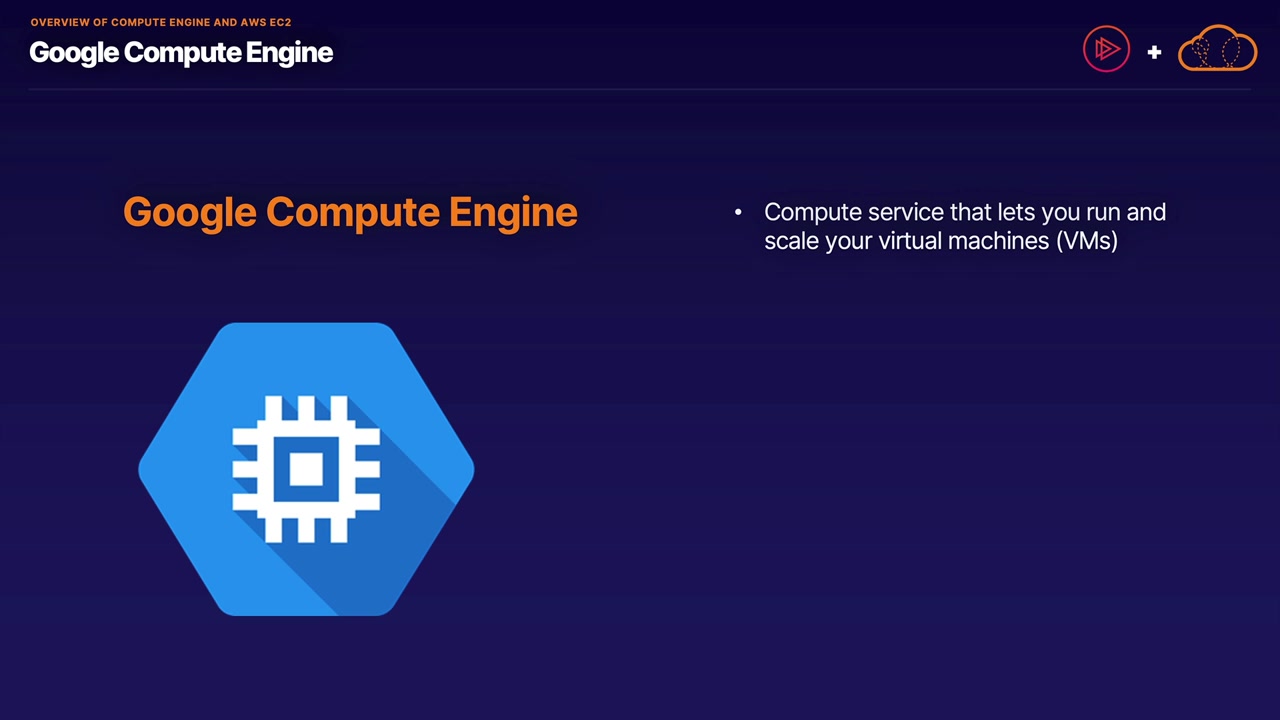 OVERVIEW OF COMPUTE ENGINE AND AWS EC2
Google Compute Engine
Google Compute Engine
• Compute service that lets you run and
scale your virtual machines (VMs)